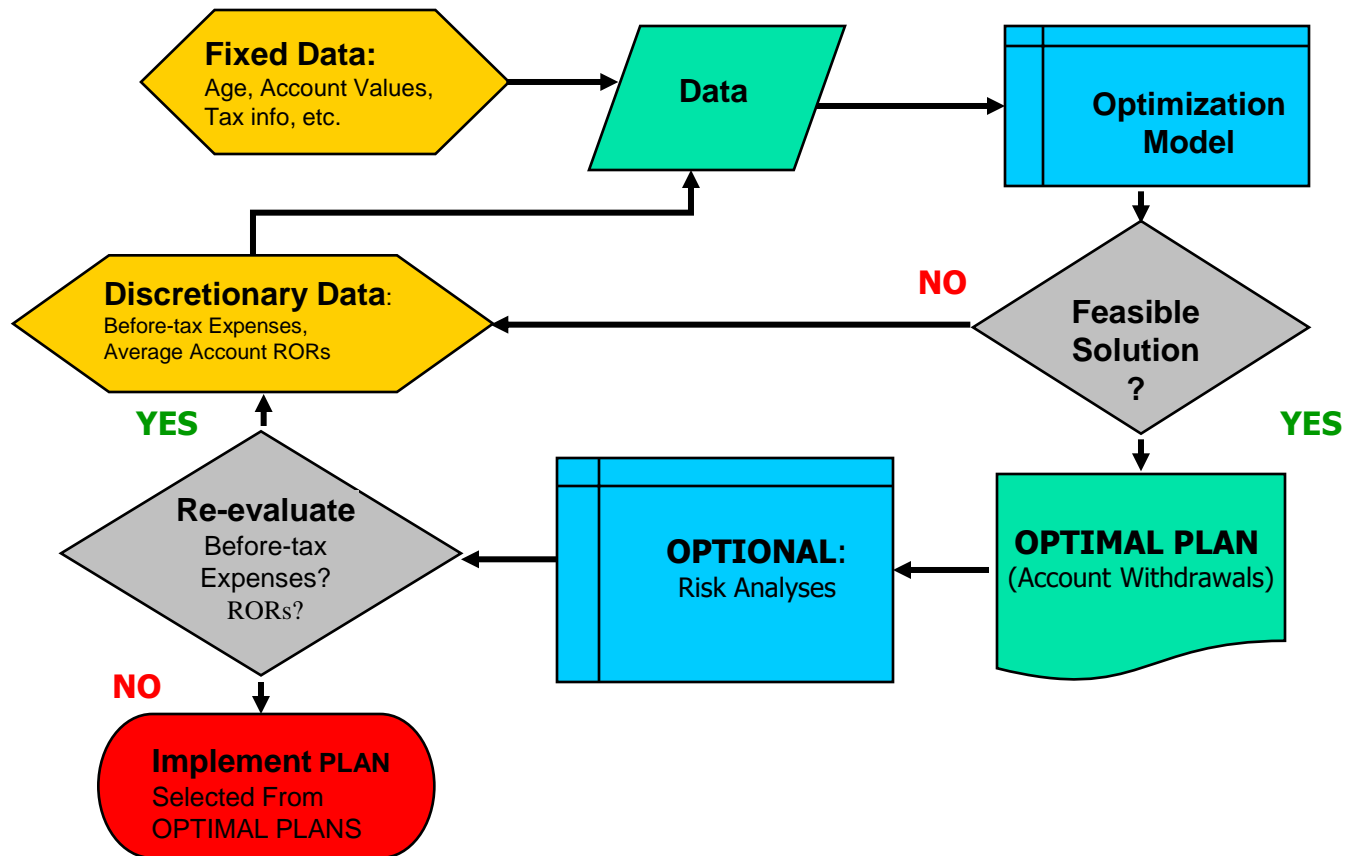 Fixed Data:
Age, Account Values,
Tax info, etc.
Data
Optimization
Model
Discretionary Data:
Before-tax Expenses,
Average Account RORs
NO
Feasible
Solution
?
YES
YES
Re-evaluate
Before-tax
Expenses?
RORs?
OPTIONAL:
Risk Analyses
OPTIMAL PLAN
(Account Withdrawals)
NO
Implement PLAN
Selected From
OPTIMAL PLANS